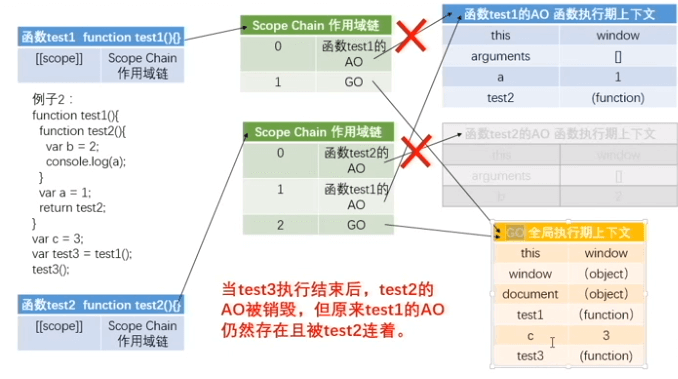 函数test1 function test1(){}
[[scope]] Scope Chain
作用域链
例子2：
function test1(){
function test2(){
var b = 2;
console.log(a);
}
var a = 1;
return test2;
}
var c = 3;
var test3 = test1();
test3();
函数test2 function test2(){}
[[scope]] Scope Chain
作用域链
Scope Chain 作用域链
0 函数test1的
AO
1 GO
Scope Chain 作用域链
0 函数test2的
AO
1 函数test1的
AO
2 GO
当test3执行结束后，test2的
AO被销毁，但原来test1的AO
仍然存在且被test2连着。
函数test1的AO 函数执行期上下文
this window
arguments []
a 1
test2 (function)
函数test2的AO 函数执行期上下文
this window
arguments []
b 2
GO 全局执行期上下文
this window
window (object)
document (object)
test1 (function)
c 3
test3 (function)